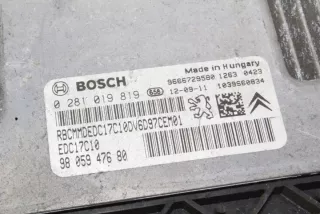 Made in Hungary
BOSCH 9666729580 1263 0423
0 281 019 819 656 12-09-11 1039S60834
RBCMMDEDC17C10DV6D97CEM01
EDC17C10
98 059 476 80